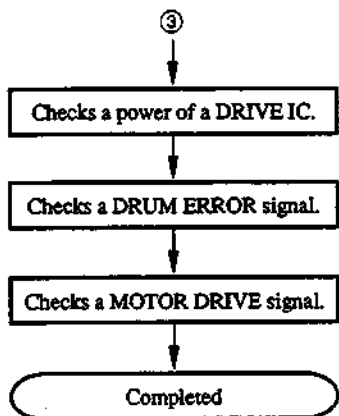 ③
Checks a power of a DRIVE IC.
Checks a DRUM ERROR signal.
Checks a MOTOR DRIVE signal.
Completed